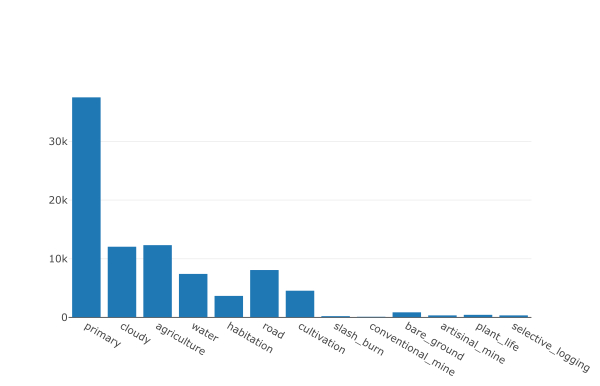 30k
20k
10k
0
primary
cloudy
agriculture
water
habitation
road
cultivation
slash_burn
conventional_mine
bare_ground
artisinal_mine
plant_life
selective_logging